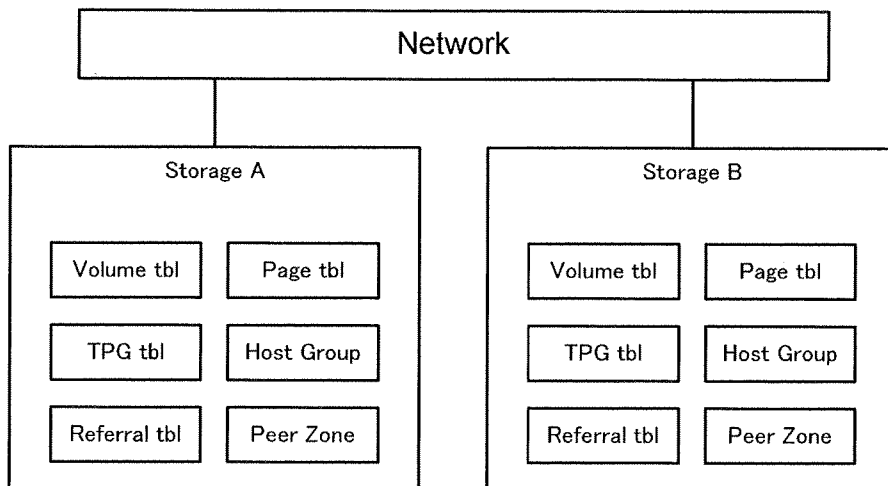 Network
Storage A
Volume tbl
Page tbl
TPG tbl
Host Group
Referral tbl
Peer Zone
Storage B
Volume tbl
Page tbl
TPG tbl
Host Group
Referral tbl
Peer Zone